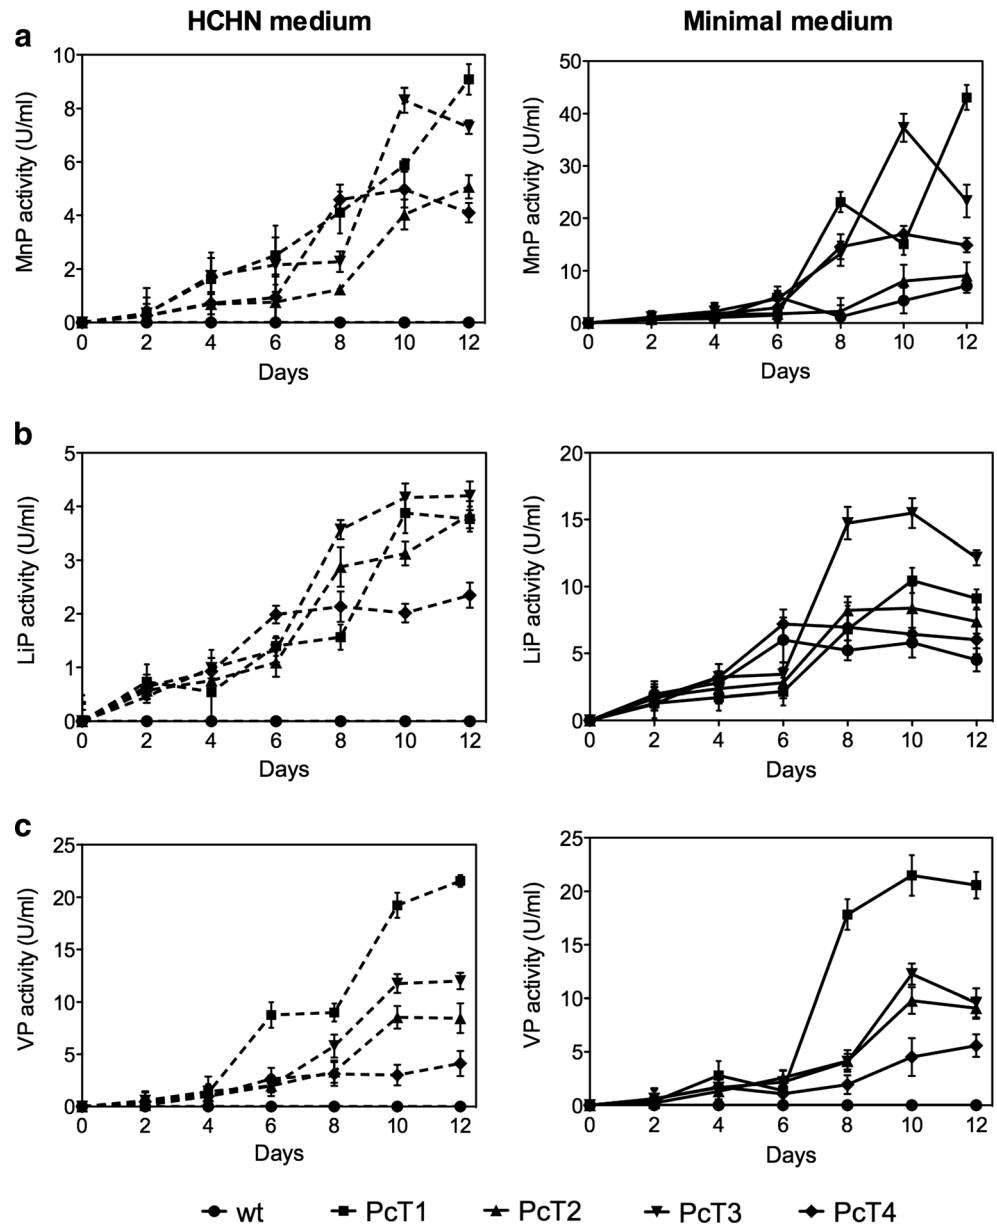 HCHN medium
Minimal medium
a
MnP activity (U/ml)
10
8
6
4
2
0
0 2 4 6 8 10 12
Days
MnP activity (U/ml)
50
40
30
20
10
0
0 2 4 6 8 10 12
Days
b
LiP activity (U/ml)
5
4
3
2
1
0
0 2 4 6 8 10 12
Days
LiP activity (U/ml)
20
15
10
5
0
0 2 4 6 8 10 12
Days
c
VP activity (U/ml)
25
20
15
10
5
0
0 2 4 6 8 10 12
Days
VP activity (U/ml)
25
20
15
10
5
0
0 2 4 6 8 10 12
Days
wt PcT1 PcT2 PcT3 PcT4